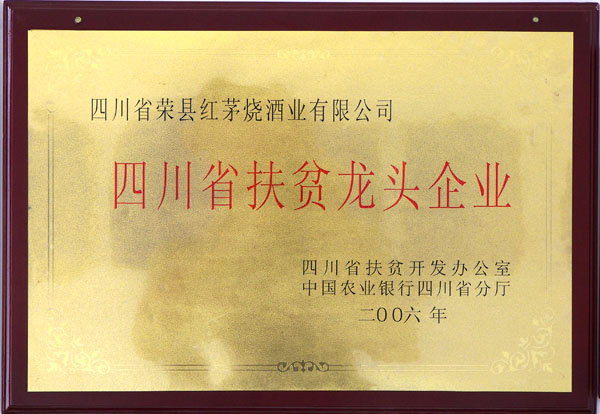 四川省荣县红茅烧酒业有限公司
四川省扶贫龙头企业
四川省扶贫开发办公室
中国农业银行四川省分厅
二00六年